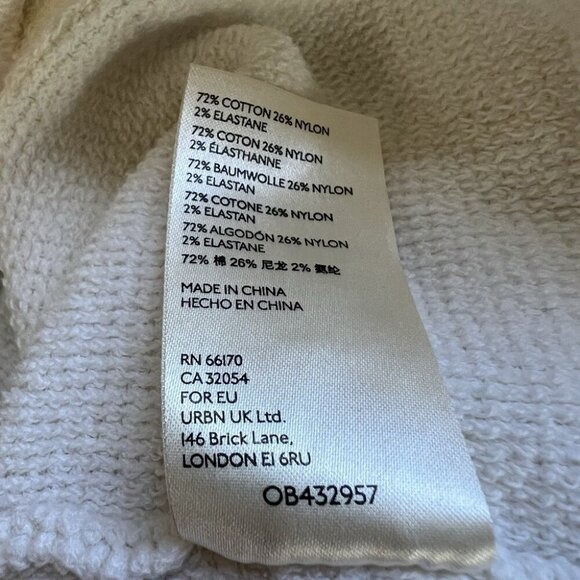 72% COTTON 26% NYLON
2% ELASTANE
72% COTON 26% NYLON
2% ÉLASTHANNE
72% BAUMWOLLE 26% NYLON
2% ELASTAN
72% COTONE 26% NYLON
2% ELASTAN
72% ALGODÓN 26% NYLON
2% ELASTANE
72% 棉 26% 尼龙 2% 氨纶
MADE IN CHINA
HECHO EN CHINA
RN 66170
CA 32054
FOR EU
URBN UK Ltd.
146 Brick Lane,
LONDON E1 6RU
OB432957